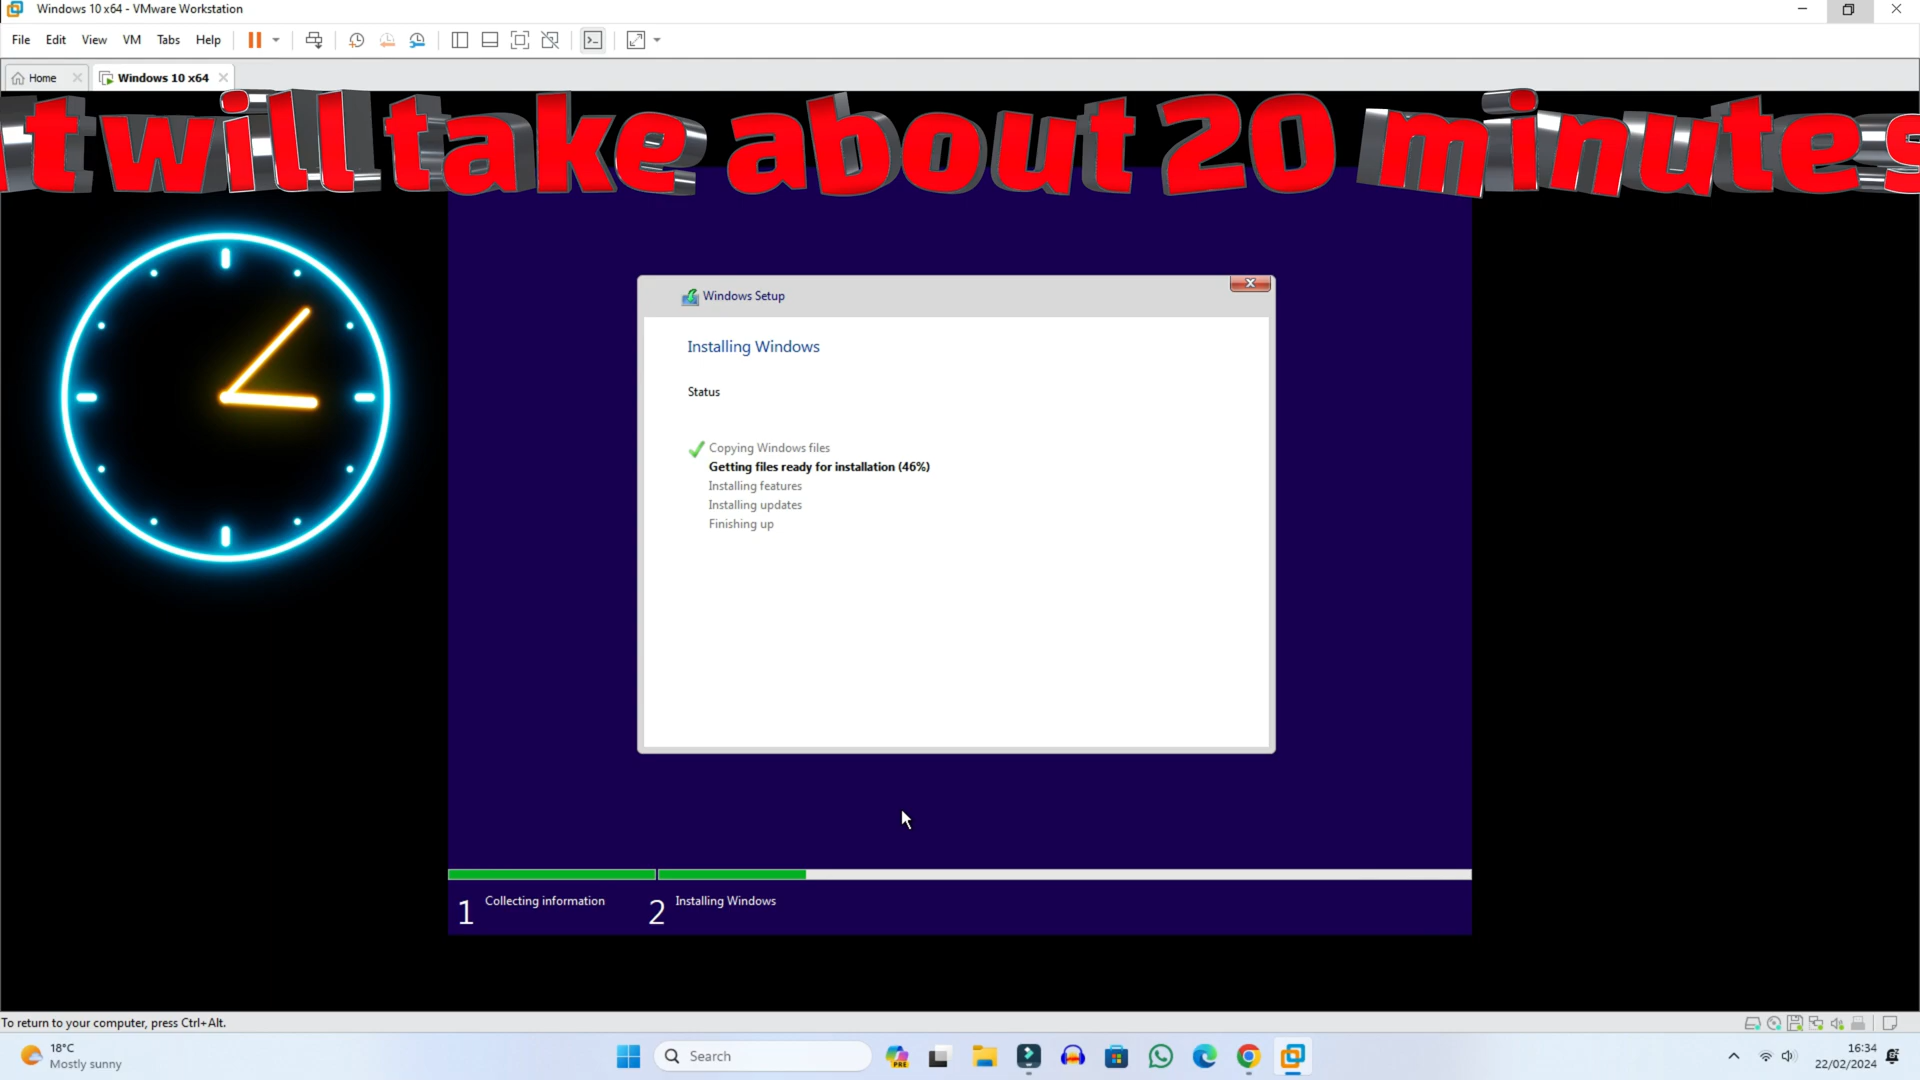 Windows 10 x64 - VMware Workstation
File Edit View VM Tabs Help
Home Windows 10 x64
It will take about 20 minutes
Windows Setup
Installing Windows
Status
Copying Windows files
Getting files ready for installation (46%)
Installing features
Installing updates
Finishing up
1 Collecting information 2 Installing Windows
To return to your computer, press Ctrl+Alt.
18°C
Mostly sunny
Search
PRE
16:34
22/02/2024